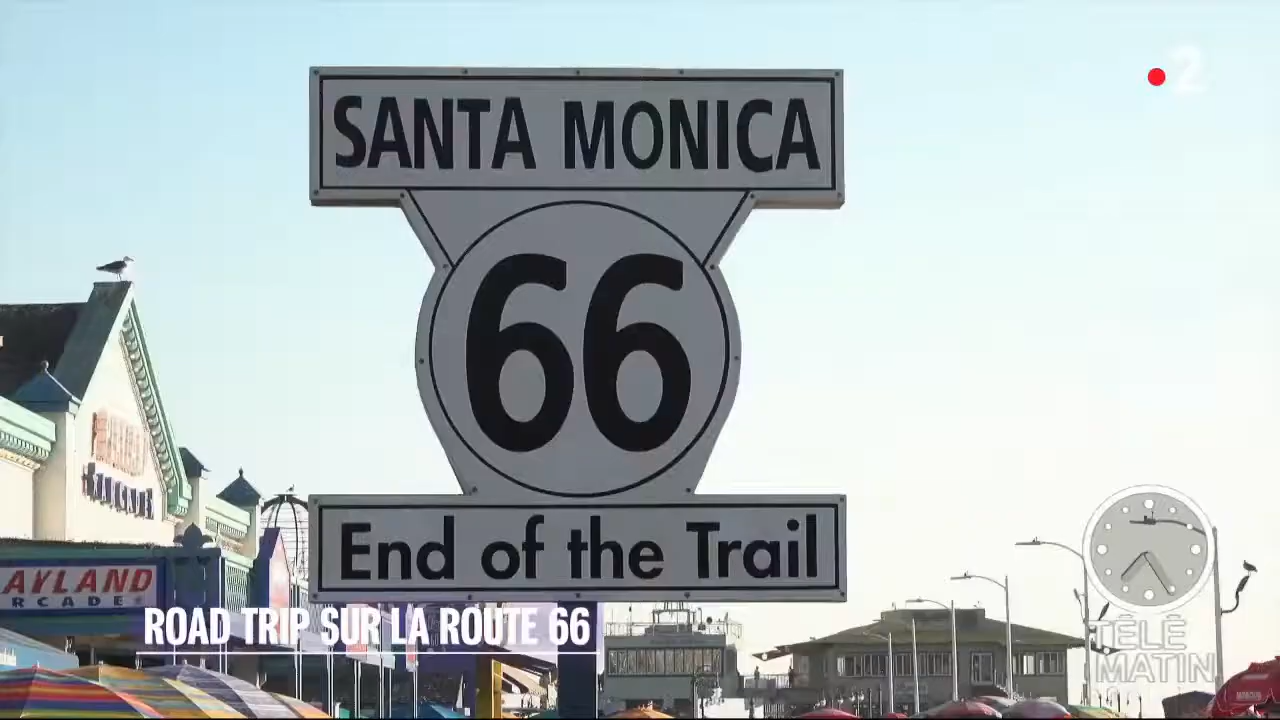 2
SANTA MONICA
66
End of the Trail
AYLAND
RCADE
ROAD TRIP SUR LA ROUTE 66
TÉLÉ
MATIN